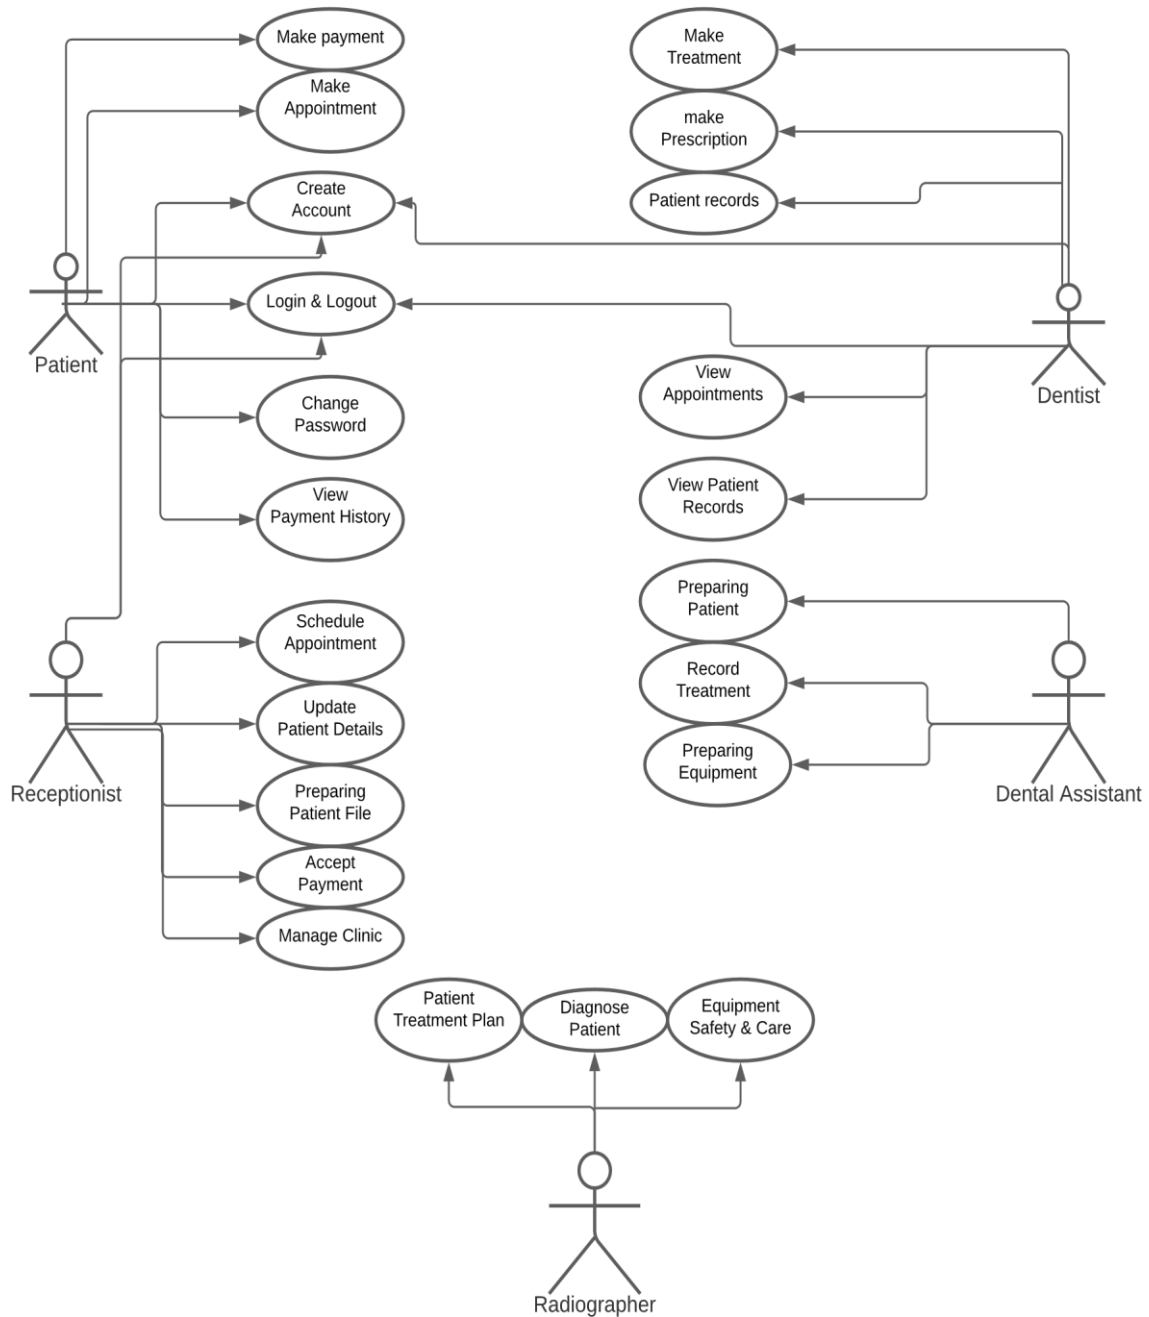 Make payment
Make
Appointment
Create
Account
Login & Logout
Change
Password
View
Payment History
Patient
Make
Treatment
make
Prescription
Patient records
View
Appointments
View Patient
Records
Dentist
Schedule
Appointment
Update
Patient Details
Preparing
Patient File
Accept
Payment
Manage Clinic
Receptionist
Preparing
Patient
Record
Treatment
Preparing
Equipment
Dental Assistant
Patient
Treatment Plan
Diagnose
Patient
Equipment
Safety & Care
Radiographer